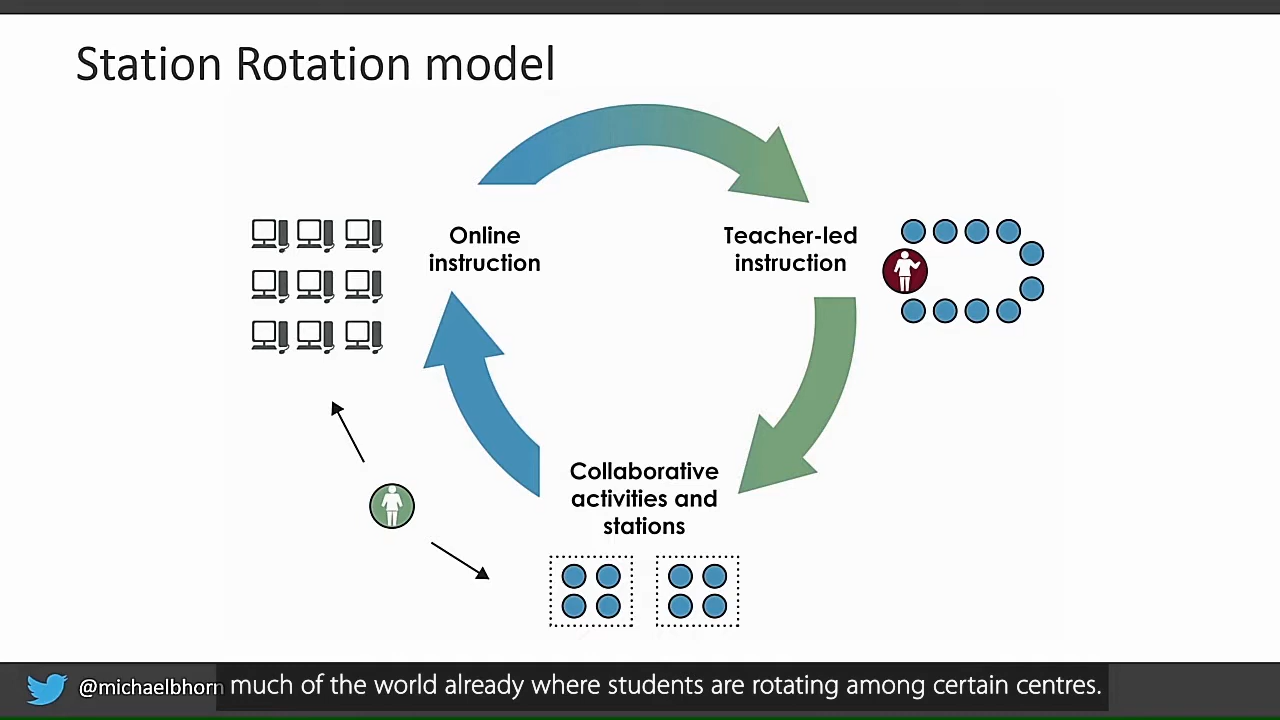 Station Rotation model
Online
instruction
Teacher-led
instruction
Collaborative
activities and
stations
@michaelbhorn
much of the world already where students are rotating among certain centres.